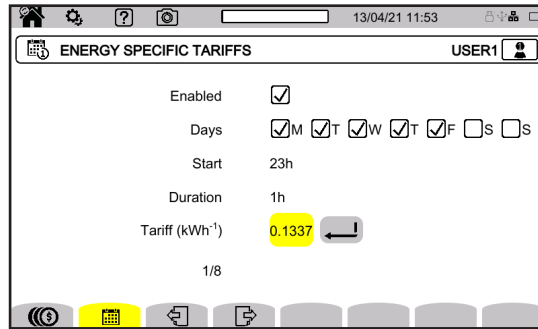 ? 13/04/21 11:53
ENERGY SPECIFIC TARIFFS USER1
Enabled
Days M T W T F S S
Start 23h
Duration 1h
Tariff (kWh⁻¹) 0.1337
1/8
$